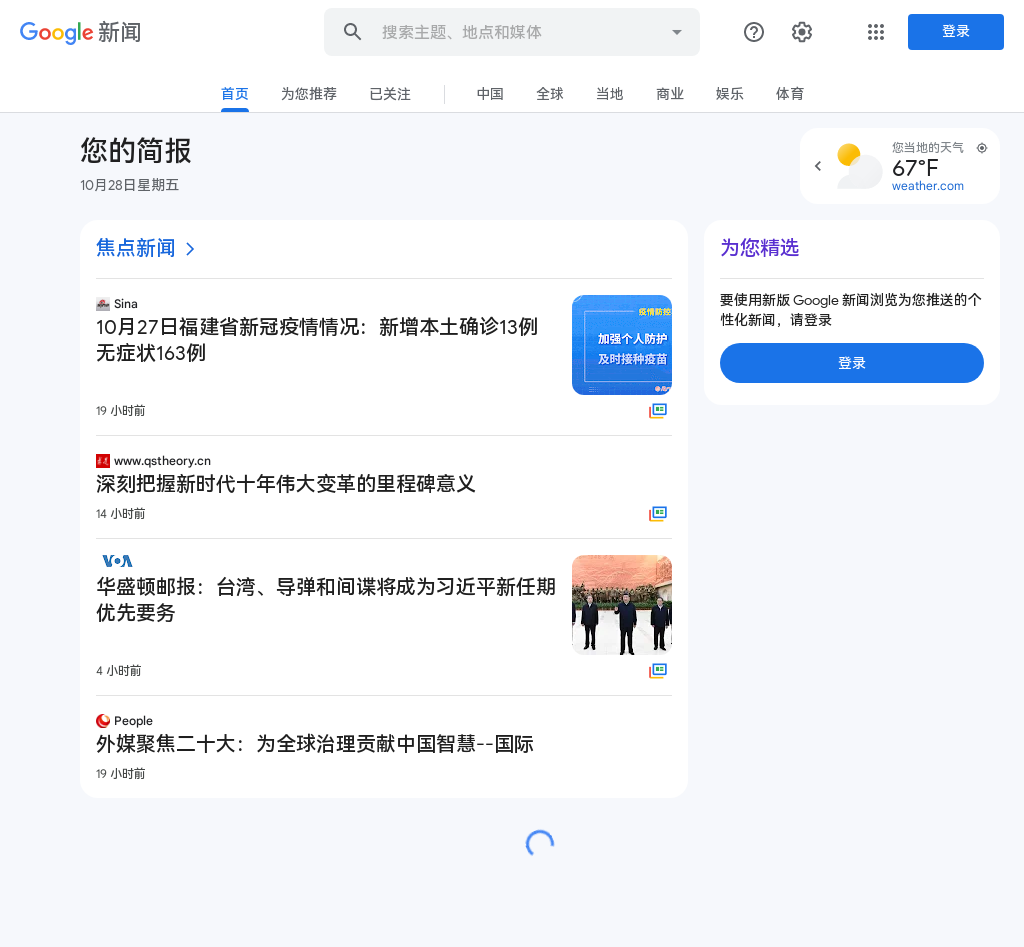 Google 新闻
搜索主题、地点和媒体
登录
首页
为您推荐
已关注
中国
全球
当地
商业
娱乐
体育
您的简报
10月28日星期五
您当地的天气
67°F
weather.com
焦点新闻
Sina
10月27日福建省新冠疫情情况：新增本土确诊13例
无症状163例
疫情防控
加强个人防护
及时接种疫苗
19 小时前
www.qstheory.cn
深刻把握新时代十年伟大变革的里程碑意义
14 小时前
VOA
华盛顿邮报：台湾、导弹和间谍将成为习近平新任期
优先要务
4 小时前
People
外媒聚焦二十大：为全球治理贡献中国智慧--国际
19 小时前
为您精选
要使用新版 Google 新闻浏览为您推送的个
性化新闻，请登录
登录